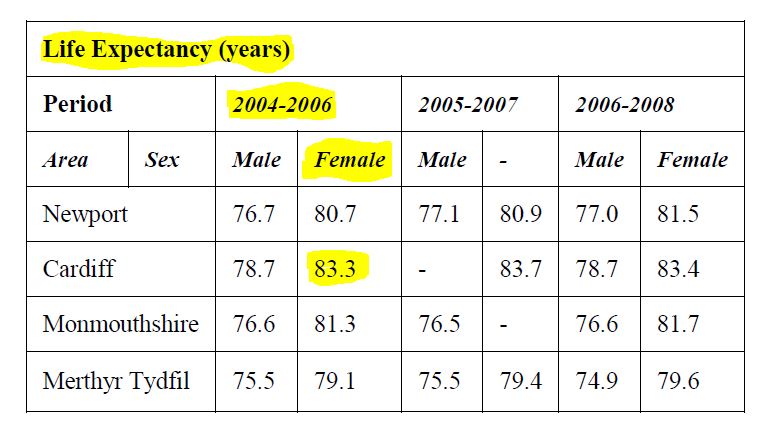 Life Expectancy (years)
Period 2004-2006 2005-2007 2006-2008
Area Sex Male Female Male - Male Female
Newport 76.7 80.7 77.1 80.9 77.0 81.5
Cardiff 78.7 83.3 - 83.7 78.7 83.4
Monmouthshire 76.6 81.3 76.5 - 76.6 81.7
Merthyr Tydfil 75.5 79.1 75.5 79.4 74.9 79.6